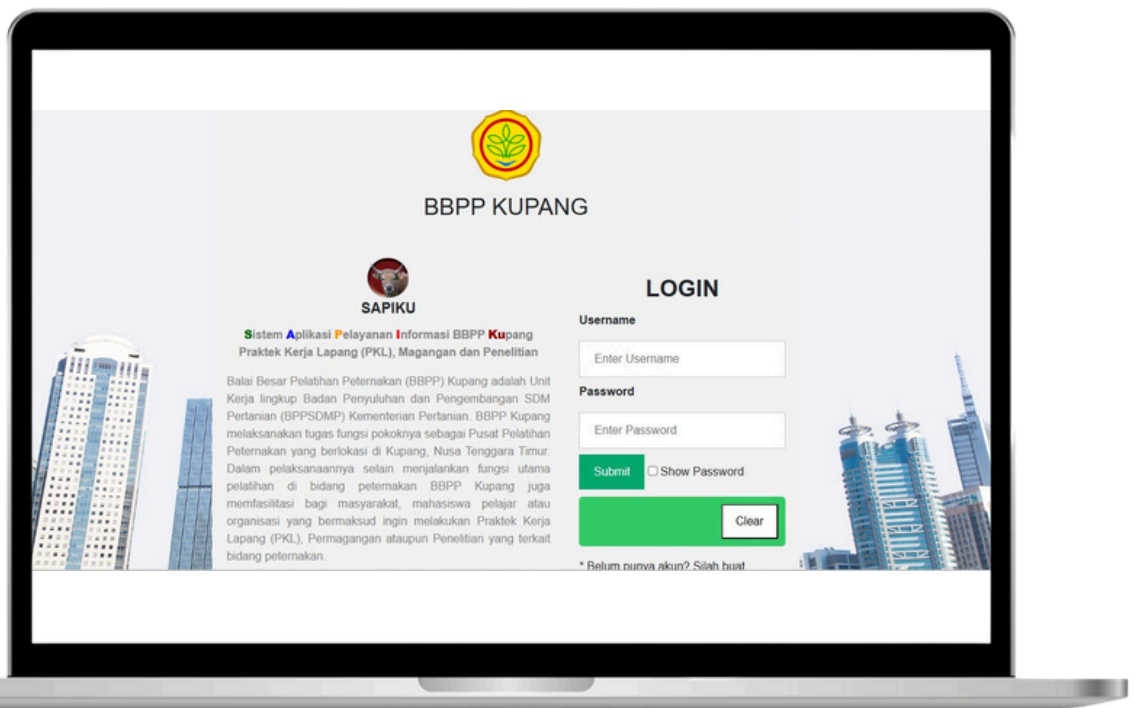 BBPP KUPANG
SAPIKU
Sistem Aplikasi Pelayanan Informasi BBPP Kupang
Praktek Kerja Lapang (PKL), Magangan dan Penelitian
Balai Besar Pelatihan Peternakan (BBPP) Kupang adalah Unit
Kerja lingkup Badan Penyuluhan dan Pengembangan SDM
Pertanian (BPPSDMP) Kementerian Pertanian. BBPP Kupang
melaksanakan tugas fungsi pokoknya sebagai Pusat Pelatihan
Peternakan yang berlokasi di Kupang, Nusa Tenggara Timur.
Dalam pelaksanaannya selain menjalankan fungsi utama
pelatihan di bidang peternakan BBPP Kupang juga
memfasilitasi bagi masyarakat, mahasiswa pelajar atau
organisasi yang bermaksud ingin melakukan Praktek Kerja
Lapang (PKL), Permagangan ataupun Penelitian yang terkait
bidang peternakan.
LOGIN
Username
Enter Username
Password
Enter Password
Submit Show Password
Clear
* Belum punya akun? Silah buat